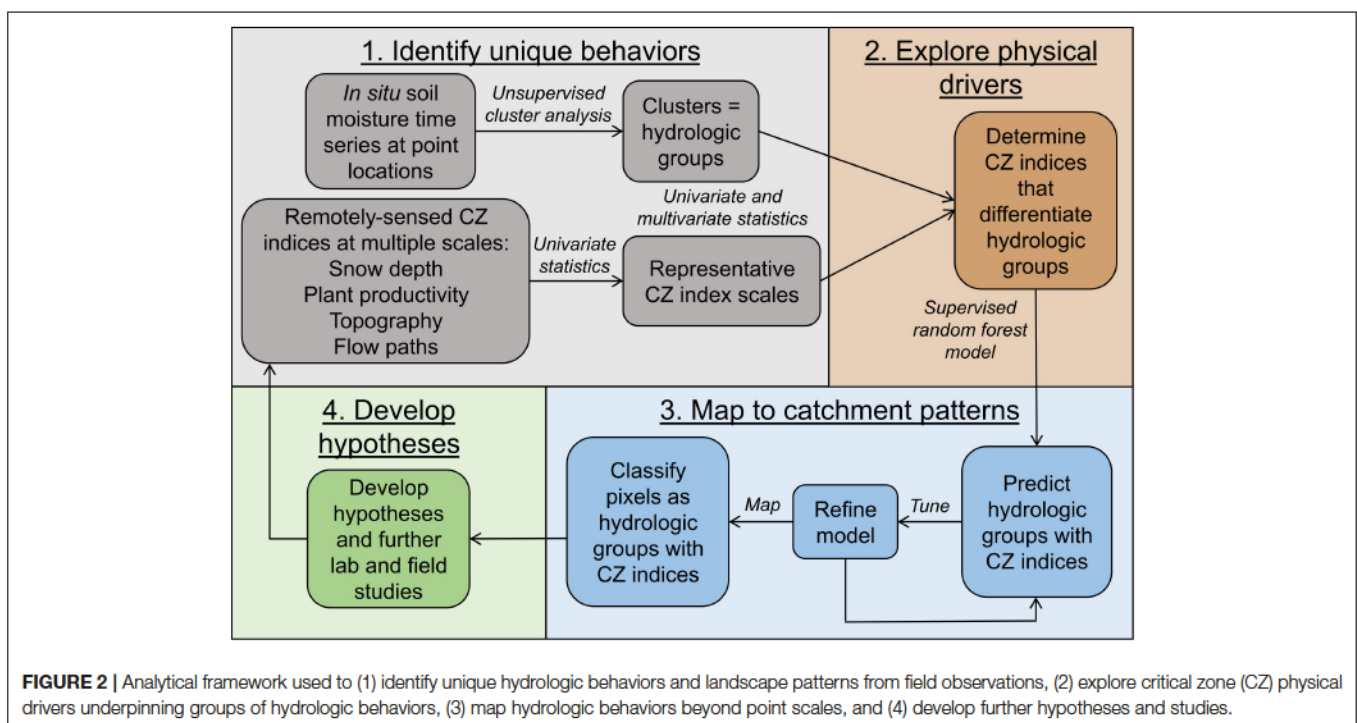 1. Identify unique behaviors
In situ soil
moisture time
series at point
locations
Unsupervised
cluster analysis
Clusters =
hydrologic
groups
Univariate and
multivariate statistics
Remotely-sensed CZ
indices at multiple scales:
Snow depth
Plant productivity
Topography
Flow paths
Univariate
statistics
Representative
CZ index scales
2. Explore physical
drivers
Determine
CZ indices
that
differentiate
hydrologic
groups
Supervised
random forest
model
3. Map to catchment patterns
Predict
hydrologic
groups with
CZ indices
Tune
Refine
model
Map
Classify
pixels as
hydrologic
groups with
CZ indices
4. Develop
hypotheses
Develop
hypotheses
and further
lab and field
studies
FIGURE 2 | Analytical framework used to (1) identify unique hydrologic behaviors and landscape patterns from field observations, (2) explore critical zone (CZ) physical
drivers underpinning groups of hydrologic behaviors, (3) map hydrologic behaviors beyond point scales, and (4) develop further hypotheses and studies.